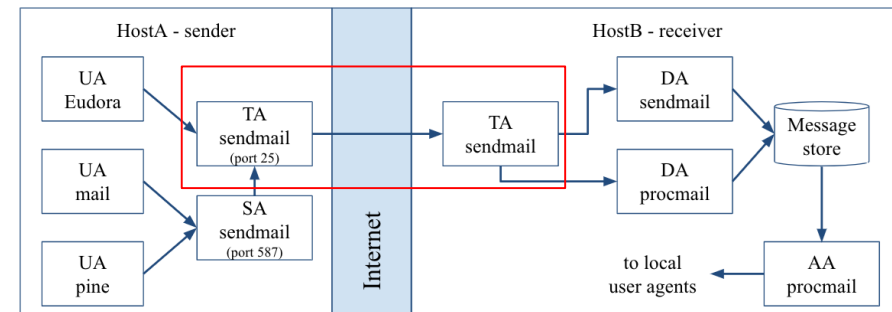 HostA - sender
HostB - receiver
UA
Eudora
TA
sendmail
(port 25)
TA
sendmail
DA
sendmail
Message
store
UA
mail
SA
sendmail
(port 587)
DA
procmail
UA
pine
Internet
to local
user agents
AA
procmail